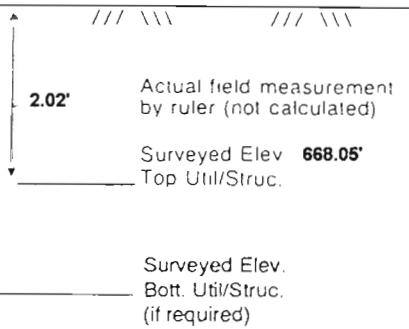 2.02'
Actual field measurement
by ruler (not calculated)
Surveyed Elev 668.05'
Top Util/Struc.
Surveyed Elev.
Bott. Util/Struc.
(if required)